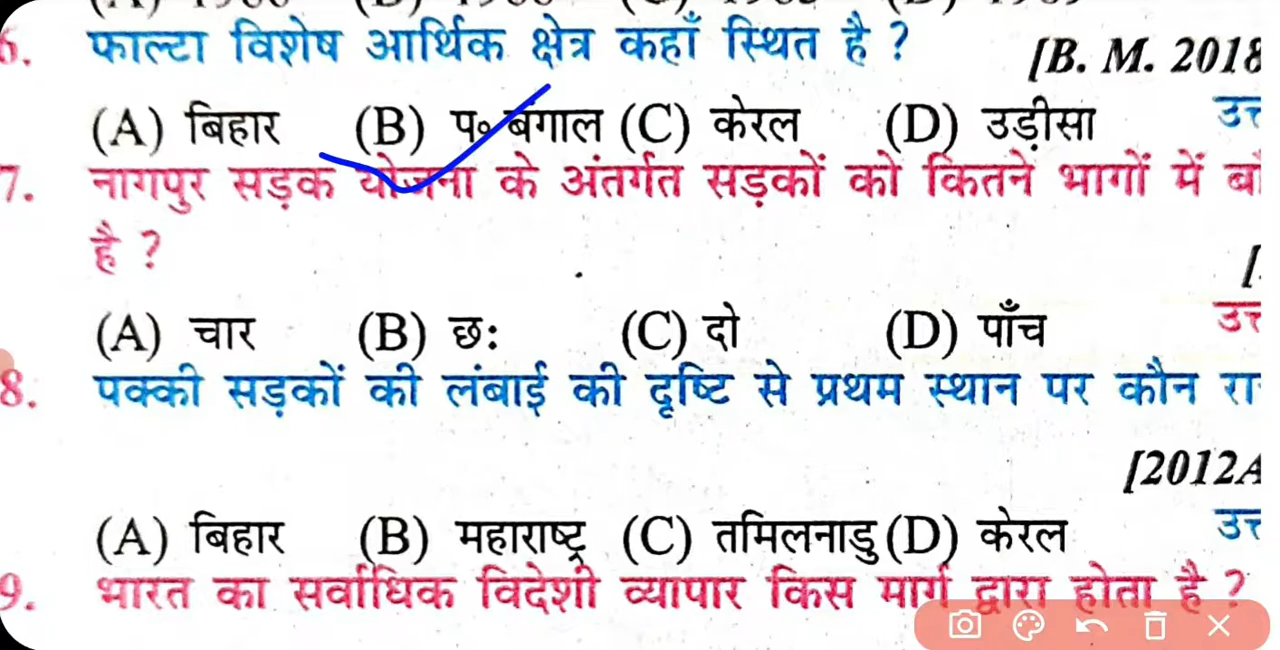 6. फाल्टा विशेष आर्थिक क्षेत्र कहाँ स्थित है ?
[B. M. 2018
(A) बिहार (B) प॰ बंगाल (C) केरल (D) उड़ीसा
7. नागपुर सड़क योजना के अंतर्गत सड़कों को कितने भागों में
है ?
(A) चार (B) छः (C) दो (D) पाँच
8. पक्की सड़कों की लंबाई की दृष्टि से प्रथम स्थान पर कौन
[2012A
(A) बिहार (B) महाराष्ट्र (C) तमिलनाडु (D) केरल
9. भारत का सर्वाधिक विदेशी व्यापार किस मार्ग द्वारा होता है ?